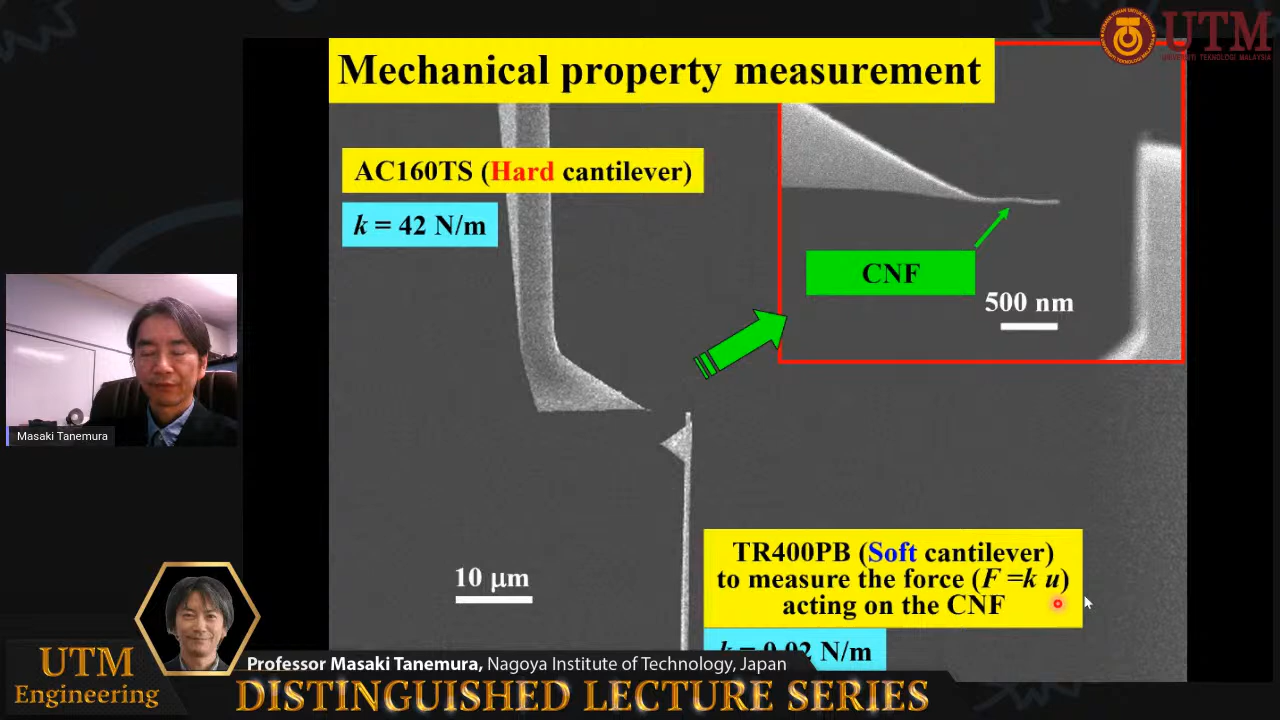 Mechanical property measurement
UTM
UNIVERSITI TEKNOLOGI MALAYSIA
AC160TS (Hard cantilever)
k = 42 N/m
CNF
500 nm
Masaki Tanemura
10 μm
TR400PB (Soft cantilever)
to measure the force (F =k u)
acting on the CNF
k = 0.02 N/m
UTM
Engineering
Professor Masaki Tanemura, Nagoya Institute of Technology, Japan
DISTINGUISHED LECTURE SERIES